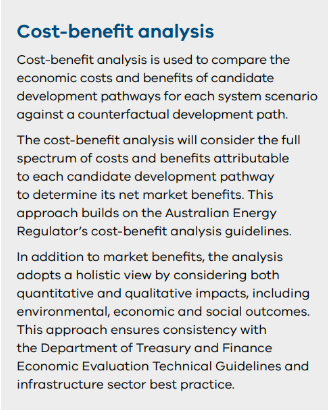 Cost-benefit analysis
Cost-benefit analysis is used to compare the
economic costs and benefits of candidate
development pathways for each system scenario
against a counterfactual development path.
The cost-benefit analysis will consider the full
spectrum of costs and benefits attributable
to each candidate development pathway
to determine its net market benefits. This
approach builds on the Australian Energy
Regulator’s cost-benefit analysis guidelines.
In addition to market benefits, the analysis
adopts a holistic view by considering both
quantitative and qualitative impacts, including
environmental, economic and social outcomes.
This approach ensures consistency with
the Department of Treasury and Finance
Economic Evaluation Technical Guidelines and
infrastructure sector best practice.